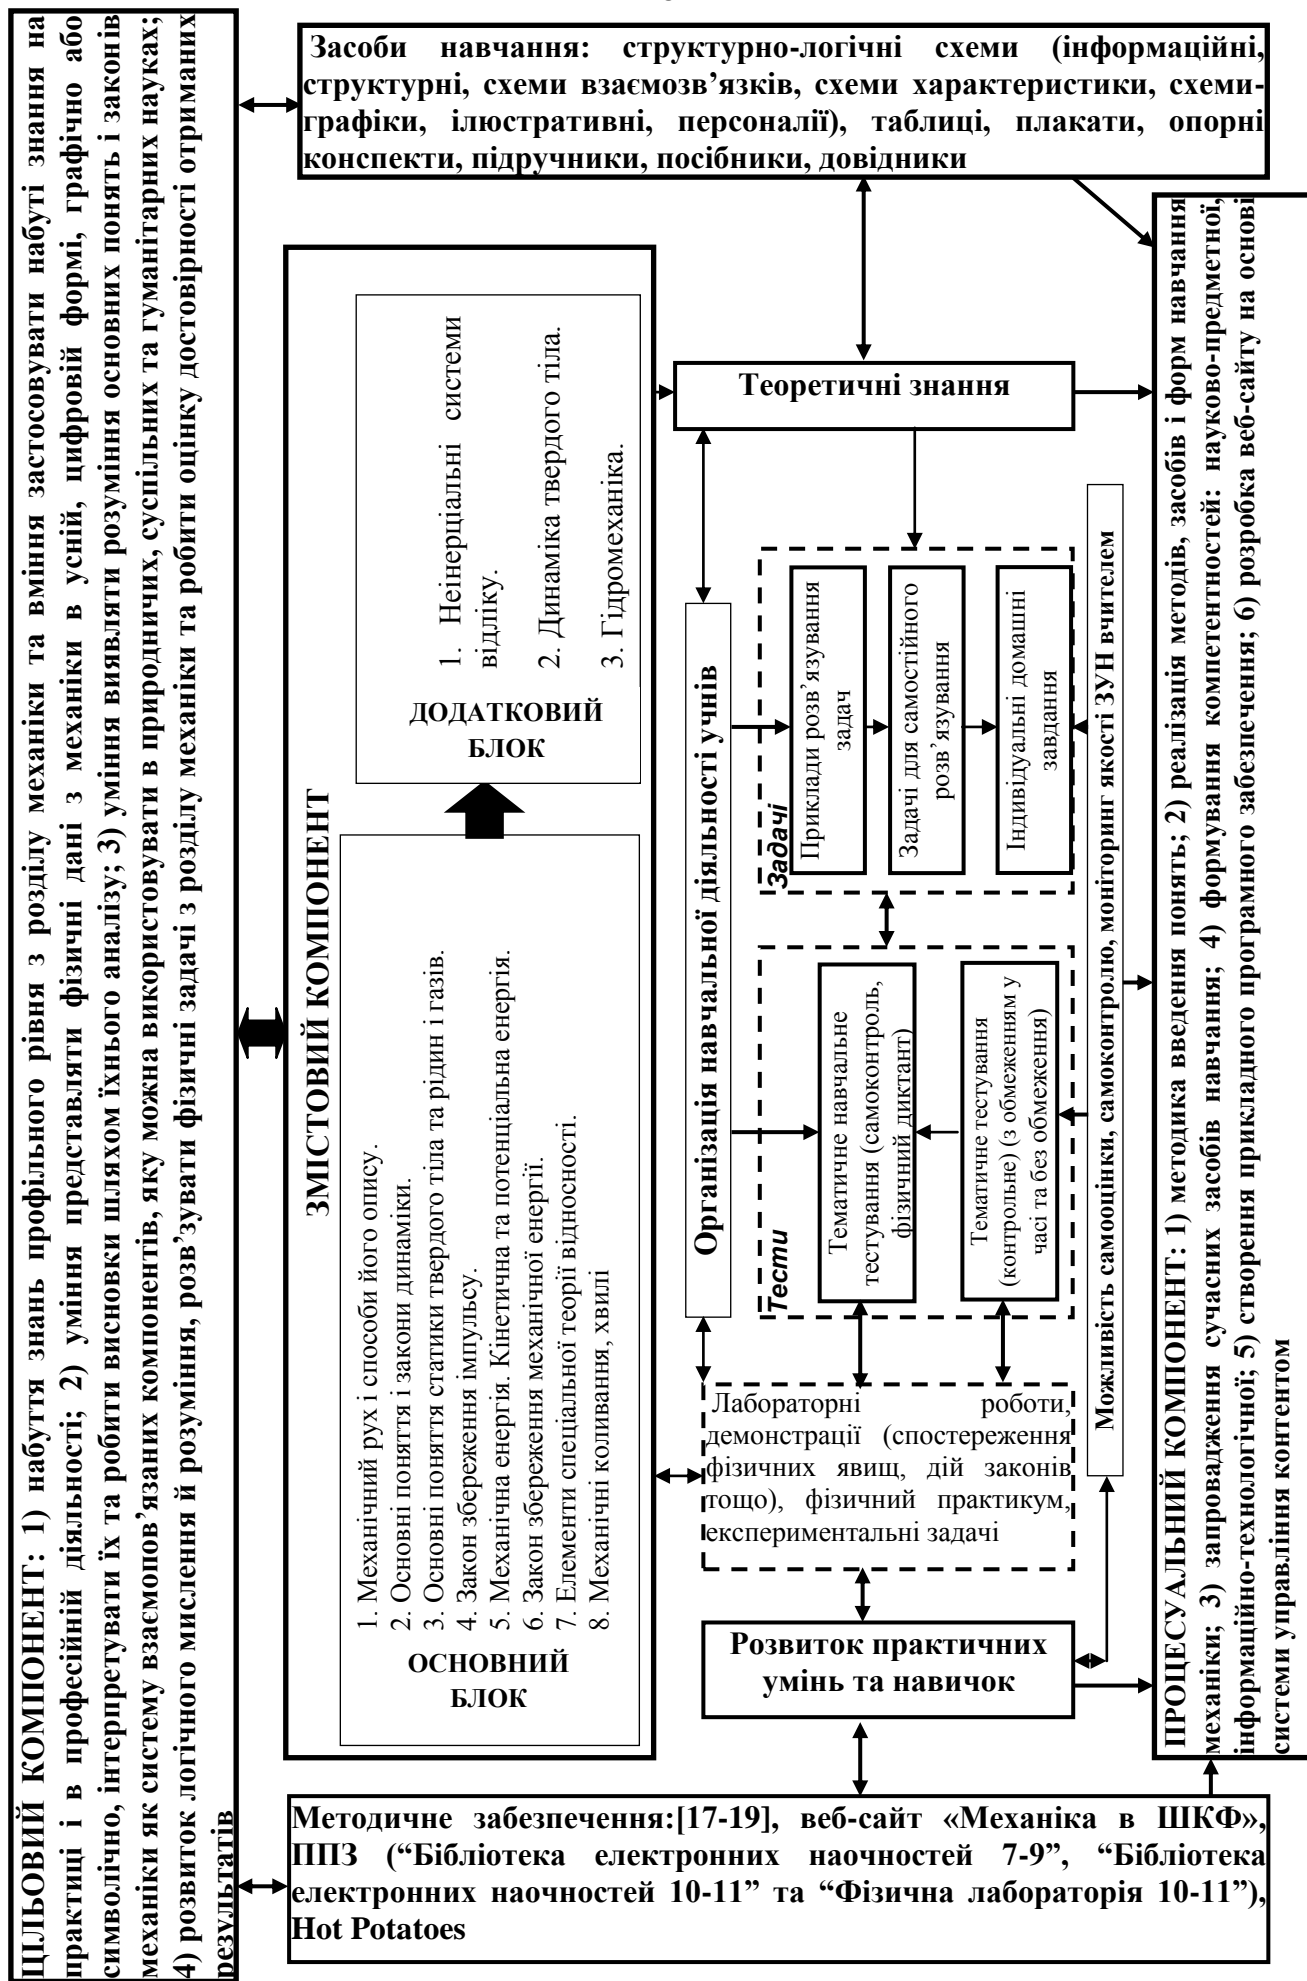 ЦІЛЬОВИЙ КОМПОНЕНТ: 1) набуття знань профільного рівня з розділу механіки та вміння застосовувати набуті знання на
практиці і в професійній діяльності; 2) уміння представляти фізичні дані з механіки в усній, цифровій формі, графічно або
символічно, інтерпретувати їх та робити висновки шляхом їхнього аналізу; 3) уміння виявляти розуміння основних понять і законів
механіки як систему взаємопов’язаних компонентів, яку можна використовувати в природничих, суспільних та гуманітарних науках;
4) розвиток логічного мислення й розуміння, розв’зувати фізичні задачі з розділу механіки та робити оцінку достовірності отриманих
результатів
Засоби навчання: структурно-логічні схеми (інформаційні,
структурні, схеми взаємозв’язків, схеми характеристики, схеми-
графіки, ілюстративні, персоналії), таблиці, плакати, опорні
конспекти, підручники, посібники, довідники
ЗМІСТОВИЙ КОМПОНЕНТ
ДОДАТКОВИЙ
БЛОК
1. Неінерціальні системи
відліку.
2. Динаміка твердого тіла.
3. Гідромеханіка.
ОСНОВНИЙ
БЛОК
1. Механічний рух і способи його опису.
2. Основні поняття і закони динаміки.
3. Основні поняття статики твердого тіла та рідин і газів.
4. Закон збереження імпульсу.
5. Механічна енергія. Кінетична та потенціальна енергія.
6. Закон збереження механічної енергії.
7. Елементи спеціальної теорії відносності.
8. Механічні коливання, хвилі
Теоретичні знання
Організація навчальної діяльності учнів
Задачі
Приклади розв’язування
задач
Задачі для самостійного
розв’язування
Індивідуальні домашні
завдання
Тести
Тематичне навчальне
тестування (самоконтроль,
фізичний диктант)
Тематичне тестування
(контрольне) (з обмеженням у
часі та без обмеження)
Лабораторні роботи,
демонстрації (спостереження
фізичних явищ, дій законів
тощо), фізичний практикум,
експериментальні задачі
Розвиток практичних
умінь та навичок
Можливість самооцінки, самоконтролю, моніторинг якості ЗУН вчителем
ПРОЦЕСУАЛЬНИЙ КОМПОНЕНТ: 1) методика введення понять; 2) реалізація методів, засобів і форм навчання
механіки; 3) запровадження сучасних засобів навчання; 4) формування компетентностей: науково-предметної,
інформаційно-технологічної; 5) створення прикладного програмного забезпечення; 6) розробка веб-сайту на основі
системи управління контентом
Методичне забезпечення:[17-19], веб-сайт «Механіка в ШКФ»,
ППЗ (“Бібліотека електронних наочностей 7-9”, “Бібліотека
електронних наочностей 10-11” та “Фізична лабораторія 10-11”),
Hot Potatoes